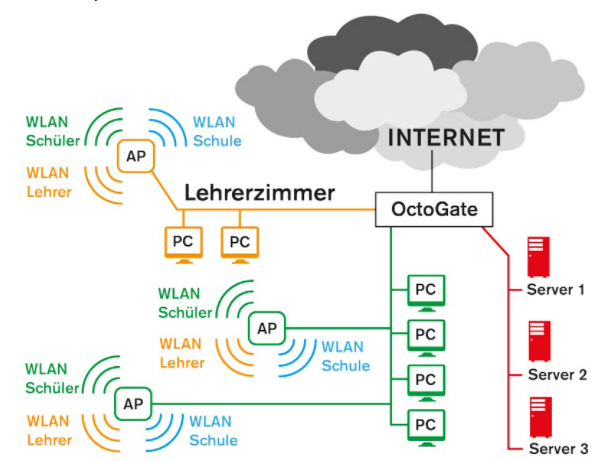 INTERNET
WLAN
Schüler
WLAN
Schule
AP
WLAN
Lehrer
Lehrerzimmer
OctoGate
PC
PC
Server 1
WLAN
Schüler
PC
AP
PC
WLAN
Lehrer
WLAN
Schule
Server 2
WLAN
Schüler
PC
AP
WLAN
Lehrer
WLAN
Schule
PC
Server 3